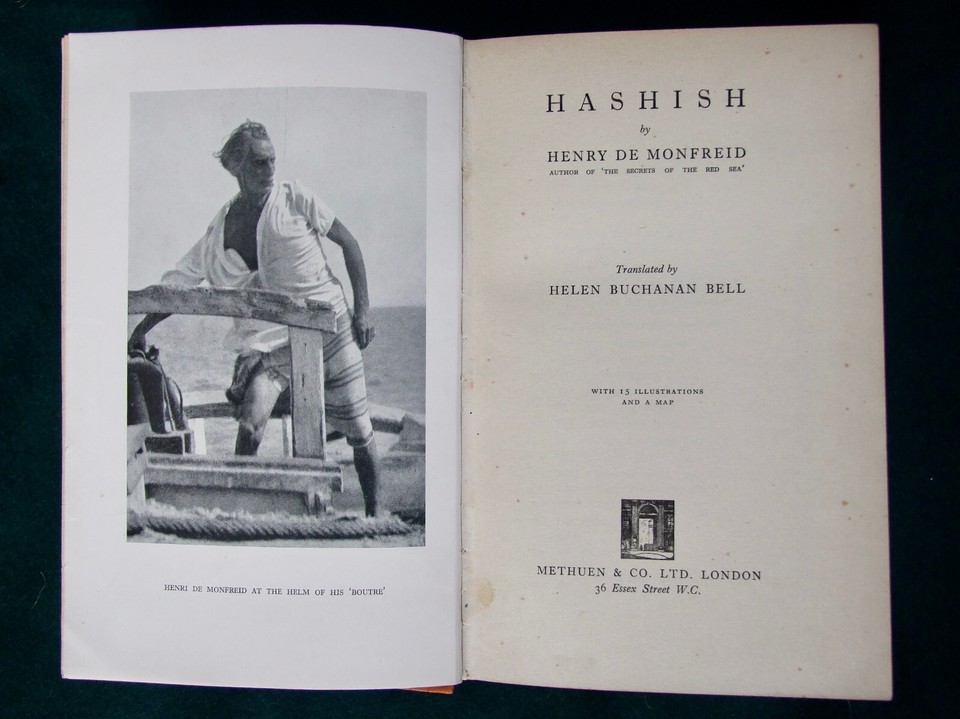 HENRI DE MONFREID AT THE HELM OF HIS 'BOUTRE'
HASHISH
by
HENRY DE MONFREID
AUTHOR OF 'THE SECRETS OF THE RED SEA'
Translated by
HELEN BUCHANAN BELL
WITH 15 ILLUSTRATIONS
AND A MAP
METHUEN & CO. LTD. LONDON
36 Essex Street W.C.